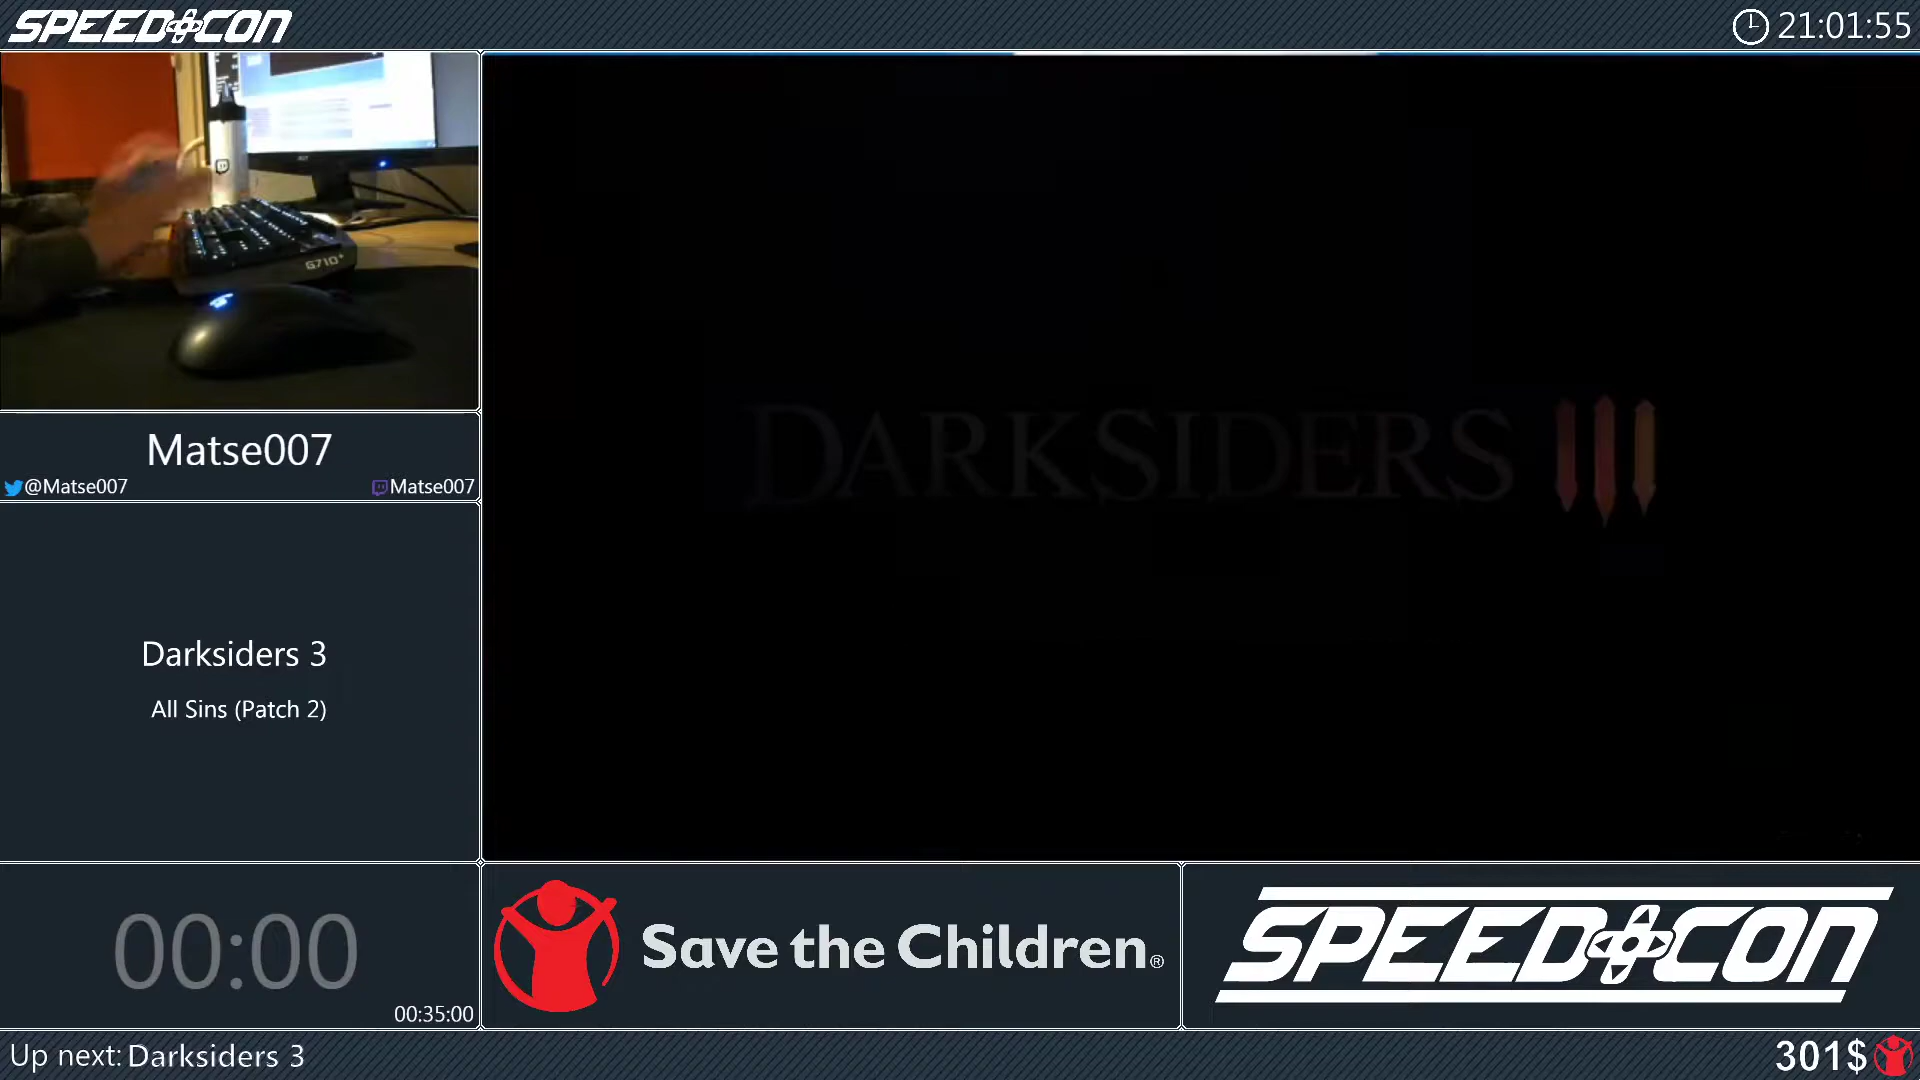 SPEEDCON
21:01:55
G710+
Matse007
@Matse007
Matse007
DARKSIDERS III
Darksiders 3
All Sins (Patch 2)
00:00
00:35:00
Save the Children®
SPEEDCON
Up next: Darksiders 3
301$